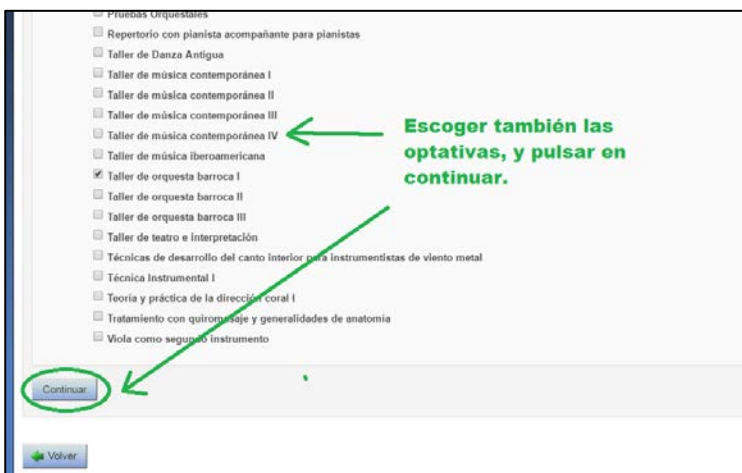 Pruebas Orquestales
Repertorio con pianista acompañante para pianistas
Taller de Danza Antigua
Taller de música contemporánea I
Taller de música contemporánea II
Taller de música contemporánea III
Taller de música contemporánea IV
Taller de música iberoamericana
Taller de orquesta barroca I
Taller de orquesta barroca II
Taller de orquesta barroca III
Taller de teatro e interpretación
Técnicas de desarrollo del canto interior para instrumentistas de viento metal
Técnica Instrumental I
Teoría y práctica de la dirección coral I
Tratamiento con quiromasaje y generalidades de anatomía
Viola como segundo instrumento
Escoger también las
optativas, y pulsar en
continuar.
Continuar
Volver